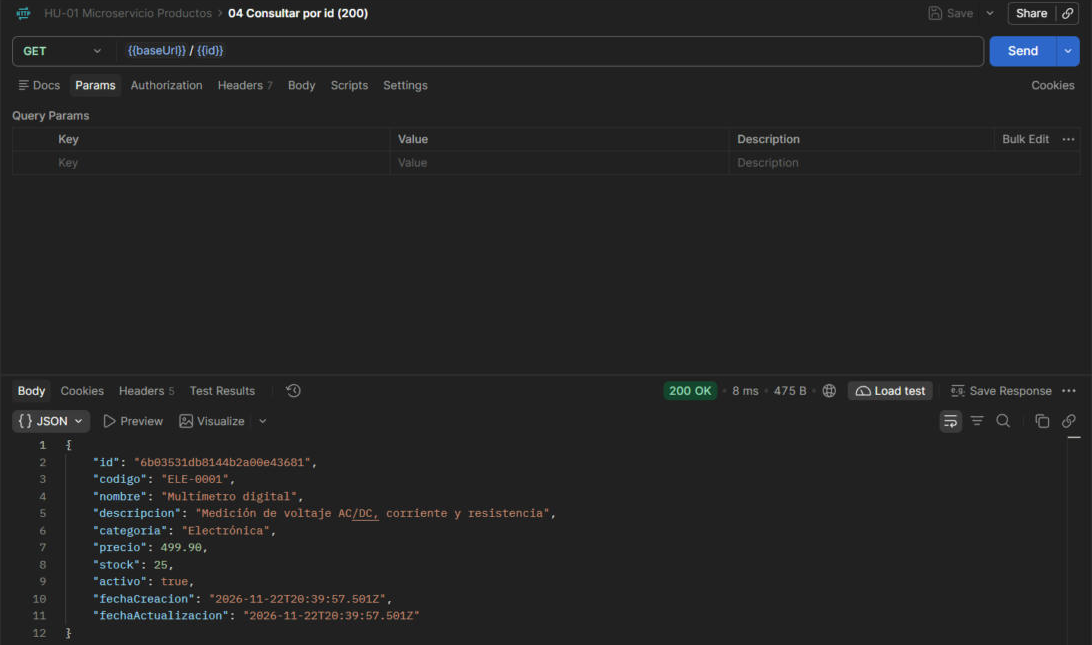 HTTP HU-01 Microservicio Productos > 04 Consultar por id (200) Save Share
GET {{baseUrl}} / {{id}} Send
Docs Params Authorization Headers 7 Body Scripts Settings Cookies
Query Params
Key Value Description Bulk Edit
Key Value Description
Body Cookies Headers 5 Test Results 200 OK 8 ms 475 B Load test e.g. Save Response
{} JSON Preview Visualize
1 {
2 "id": "6b03531db8144b2a00e43681",
3 "codigo": "ELE-0001",
4 "nombre": "Multimetro digital",
5 "descripcion": "Medición de voltaje AC/DC, corriente y resistencia",
6 "categoria": "Electrónica",
7 "precio": 499.90,
8 "stock": 25,
9 "activo": true,
10 "fechaCreacion": "2026-11-22T20:39:57.501Z",
11 "fechaActualizacion": "2026-11-22T20:39:57.501Z"
12 }